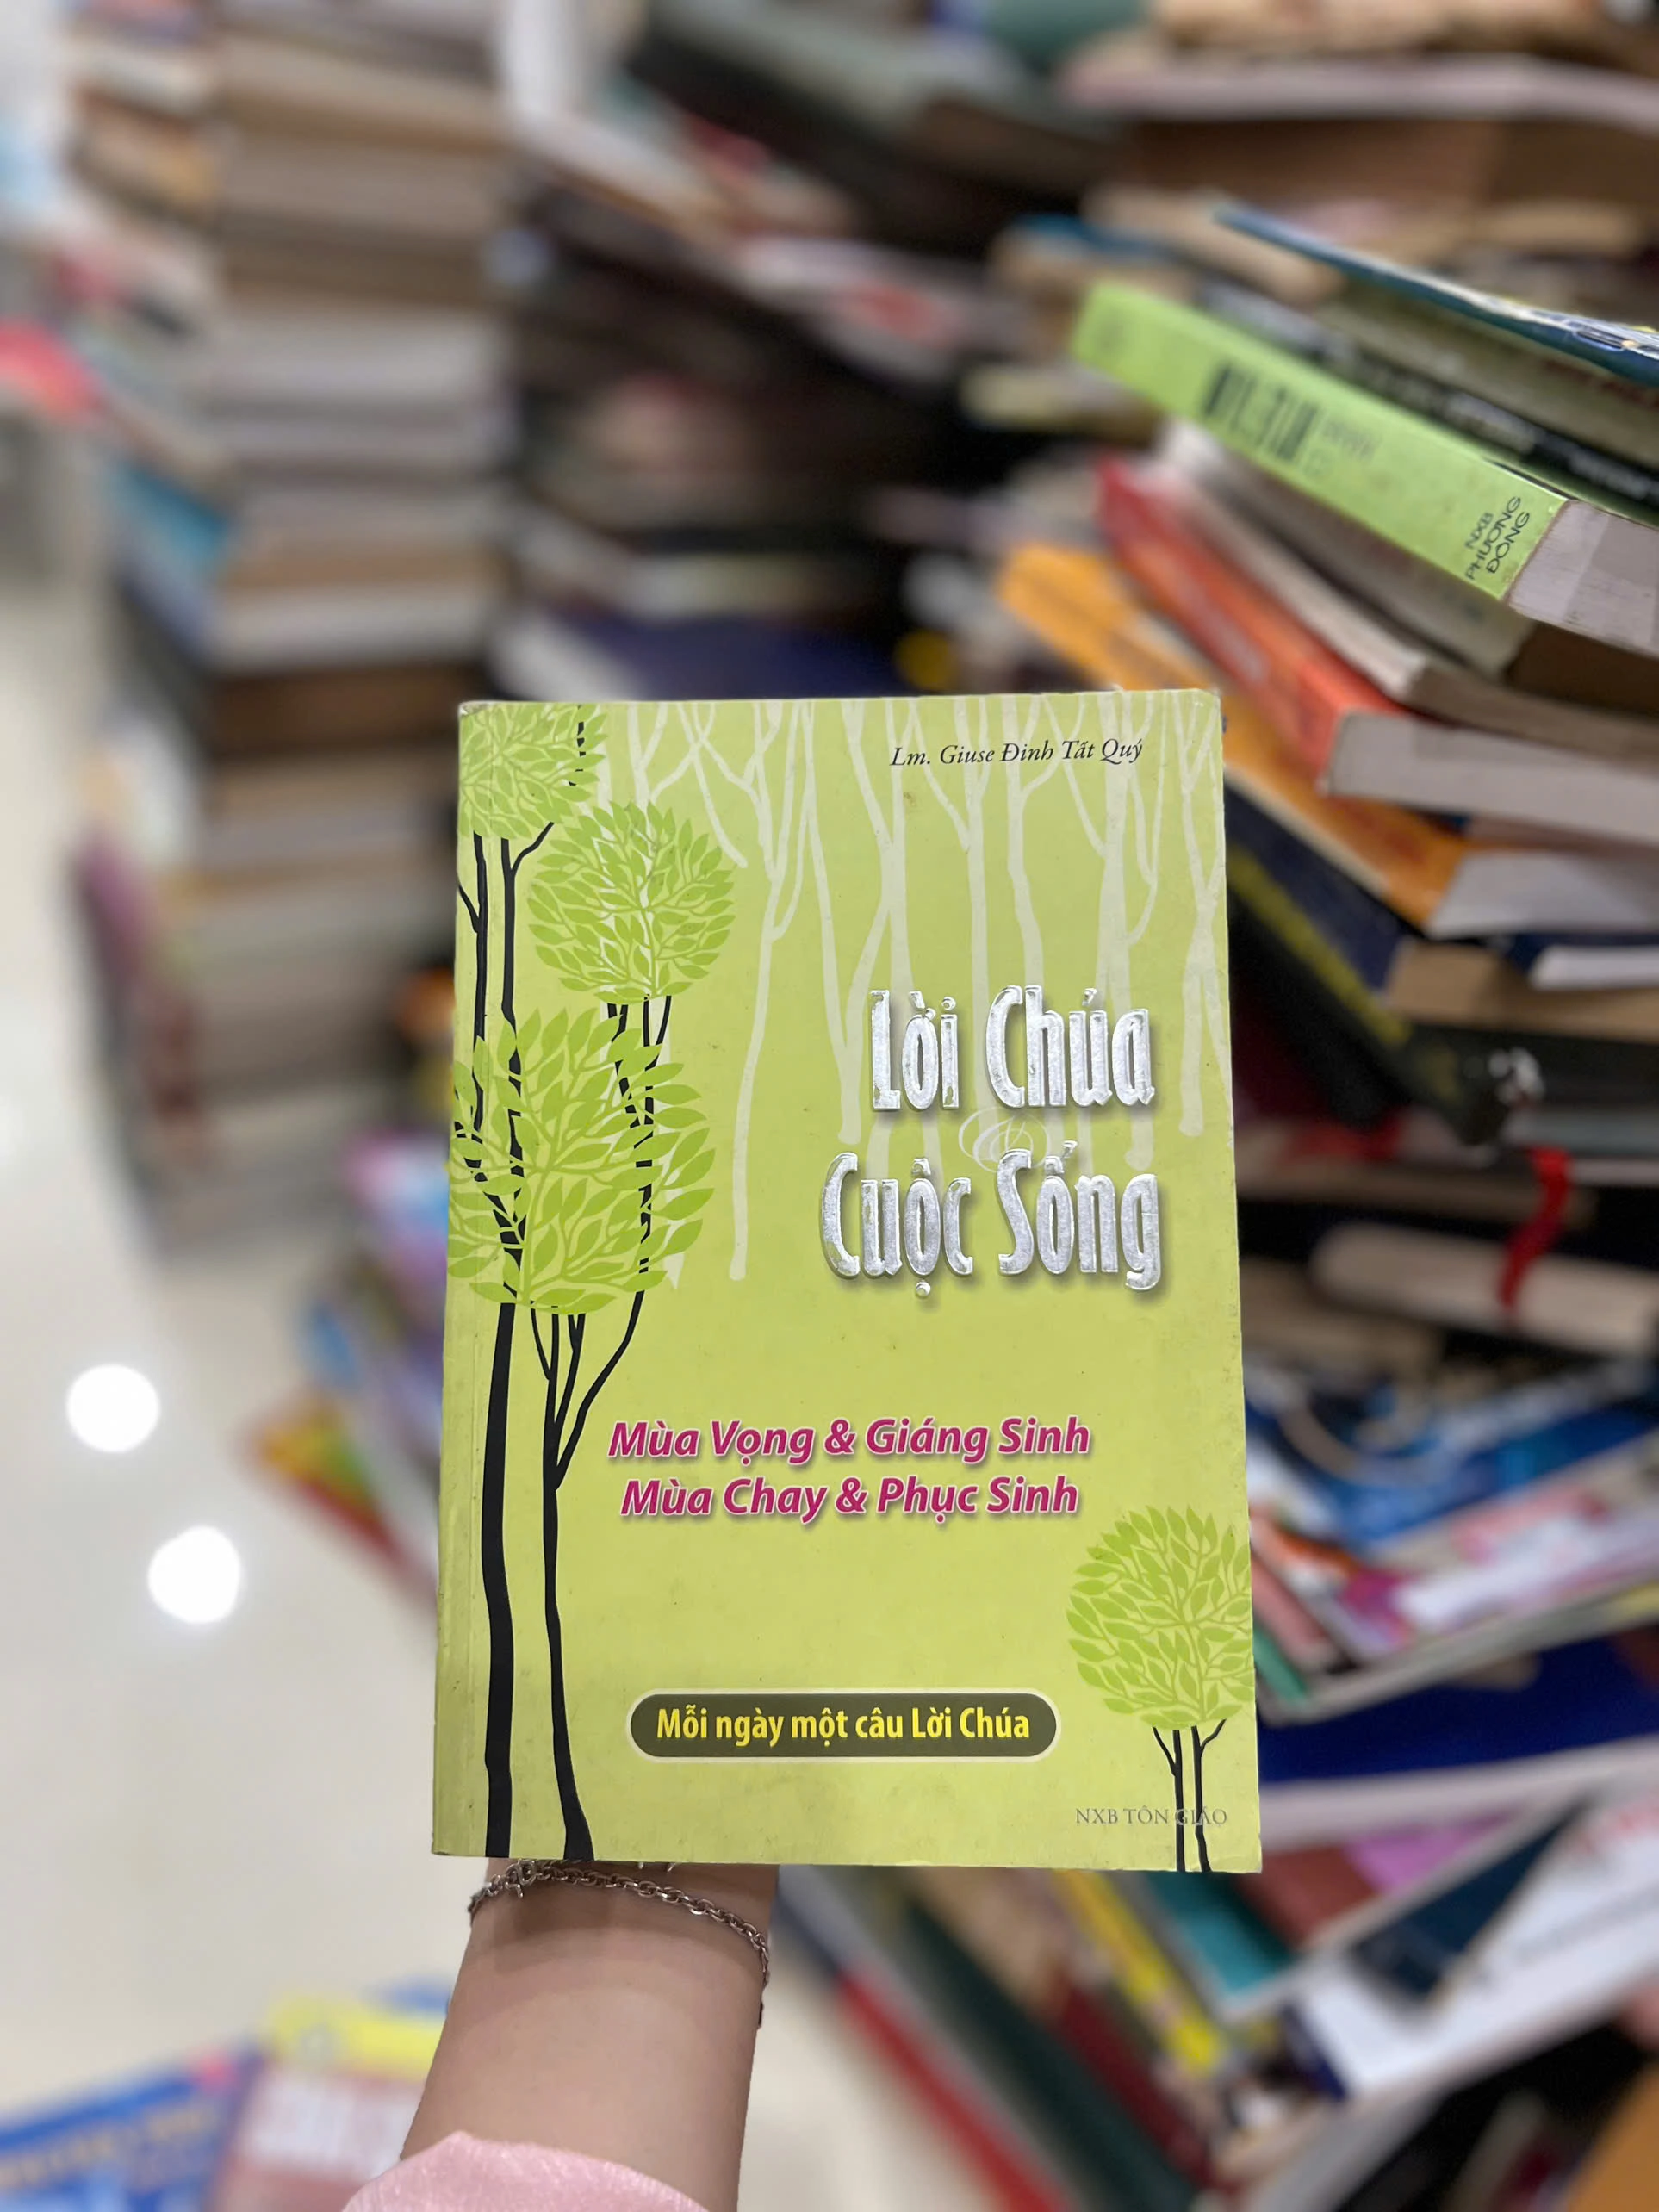 Lm. Giuse Đinh Tất Quý
Lời Chúa
&
Cuộc Sống
Mùa Vọng & Giáng Sinh
Mùa Chay & Phục Sinh
Mỗi ngày một câu Lời Chúa
NXB TÔN GIÁO
NXB
PHƯƠNG
ĐÔNG